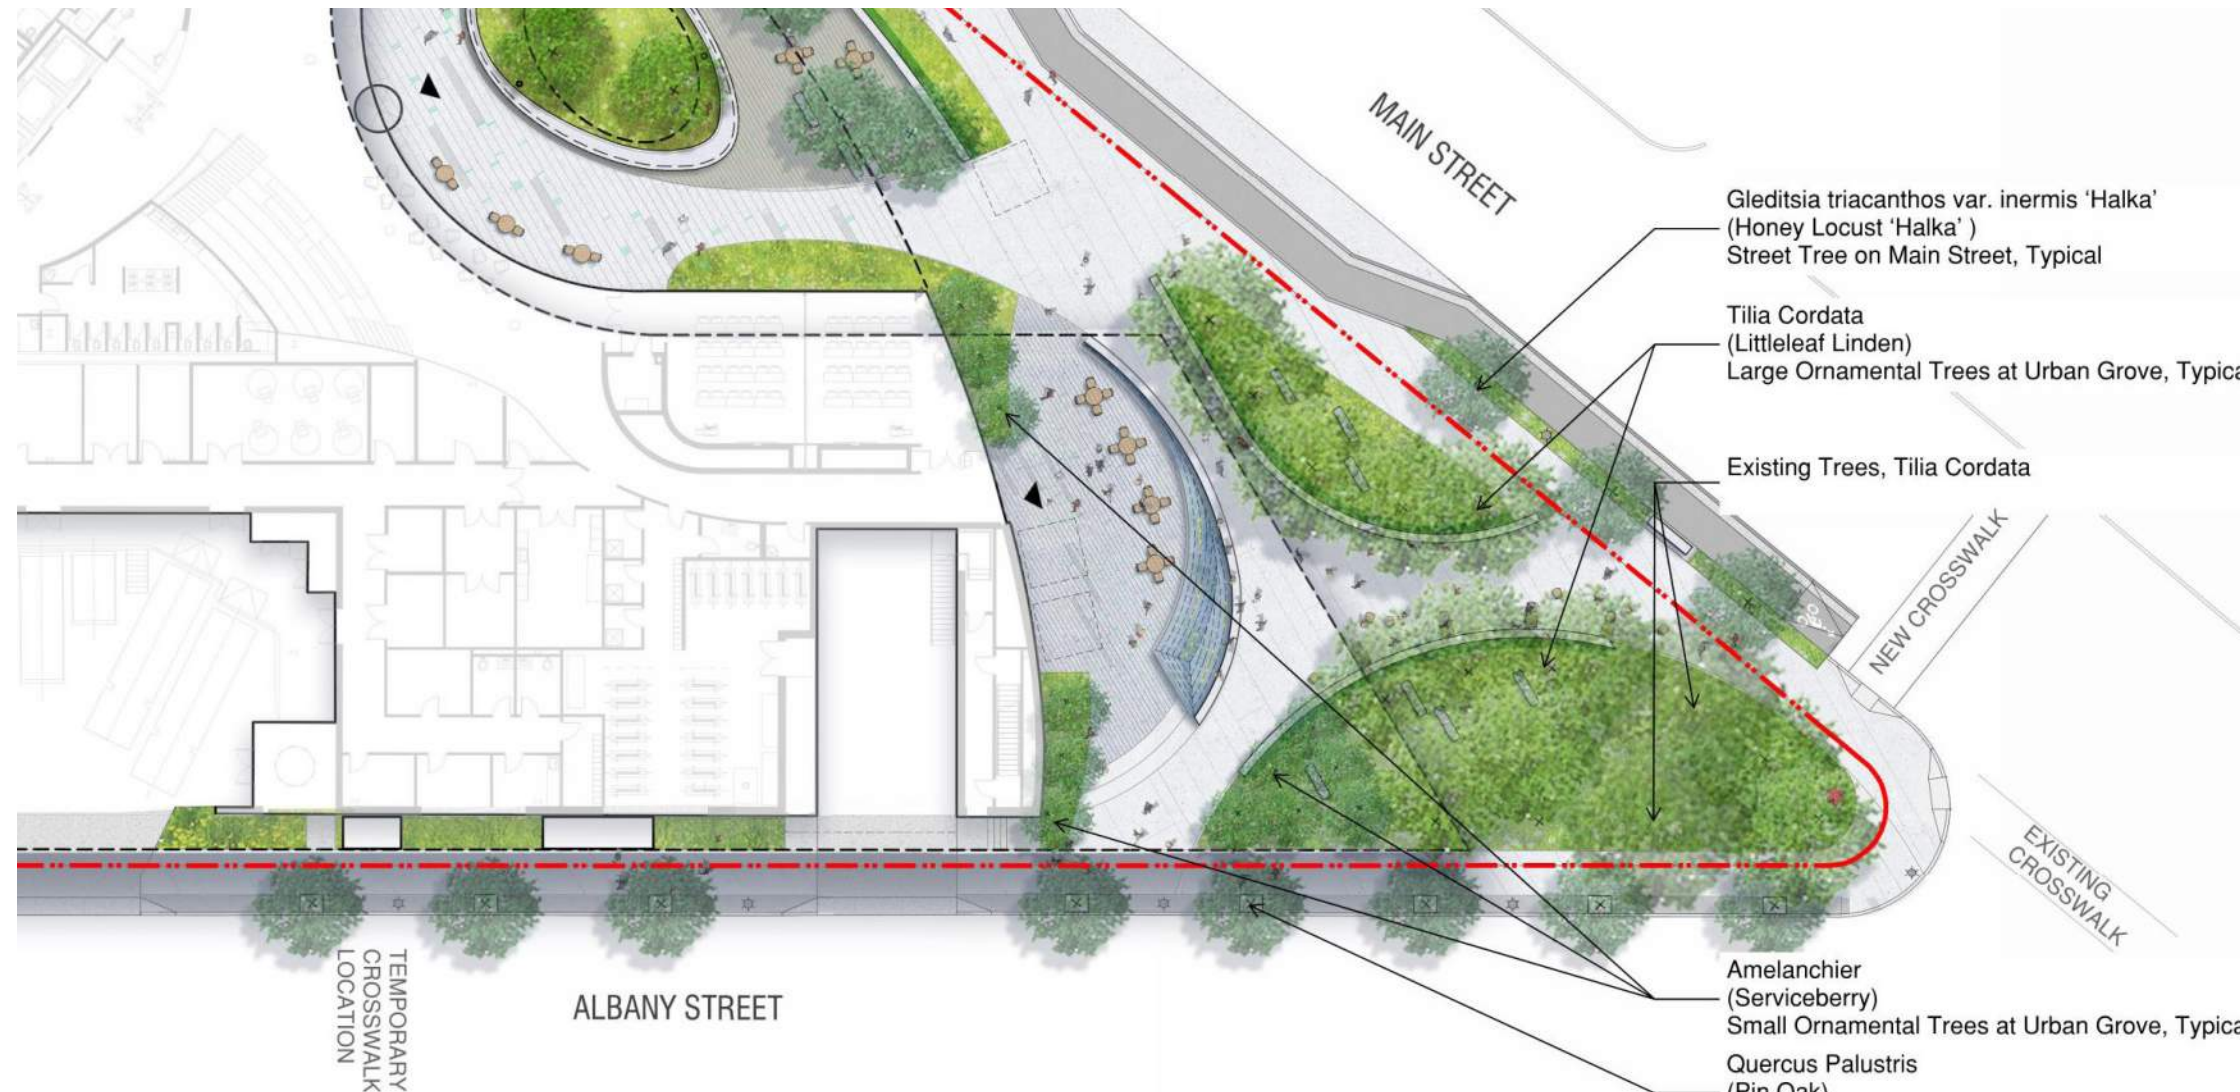 MAIN STREET
Gleditsia triacanthos var. inermis ‘Halka’
(Honey Locust ‘Halka’ )
Street Tree on Main Street, Typical
Tilia Cordata
(Littleleaf Linden)
Large Ornamental Trees at Urban Grove, Typica
Existing Trees, Tilia Cordata
NEW CROSSWALK
EXISTING
CROSSWALK
TEMPORARY
CROSSWALK
LOCATION
ALBANY STREET
Amelanchier
(Serviceberry)
Small Ornamental Trees at Urban Grove, Typica
Quercus Palustris
(Pin Oak)